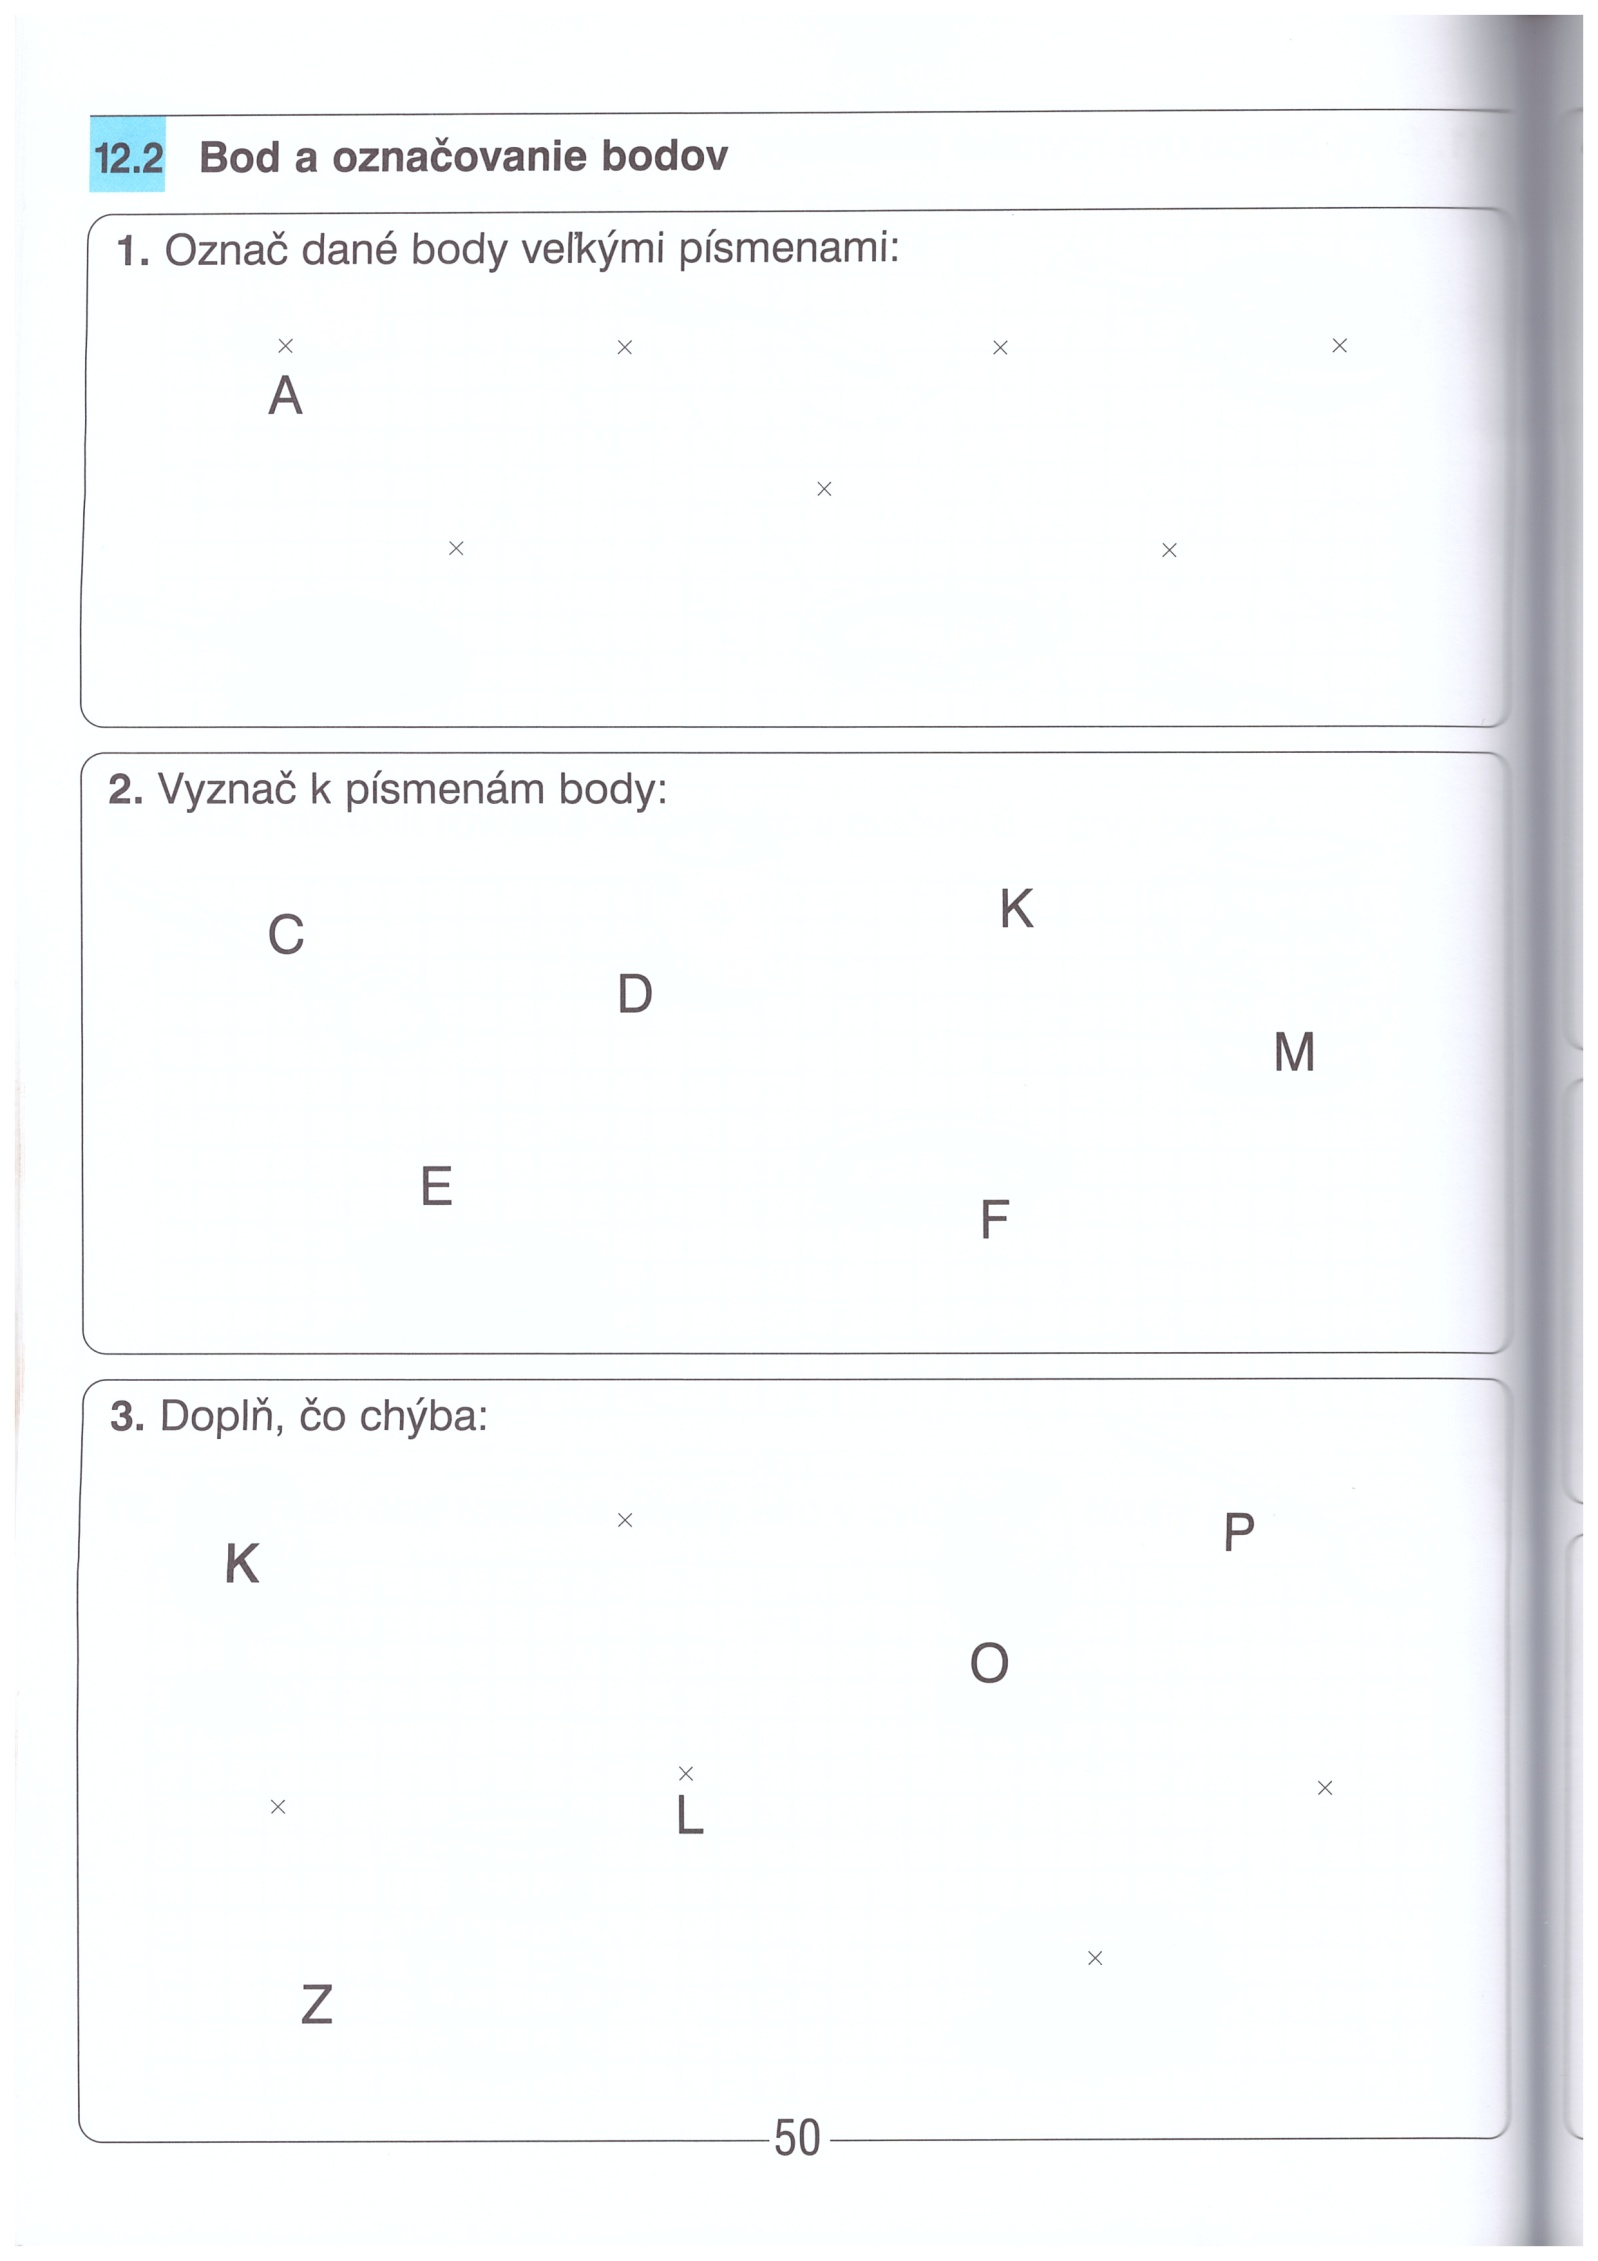 12.2 Bod a označovanie bodov
1. Označ dané body veľkými písmenami:
A
2. Vyznač k písmenám body:
K
C
D
M
E
F
3. Doplň, čo chýba:
P
K
O
L
Z
50